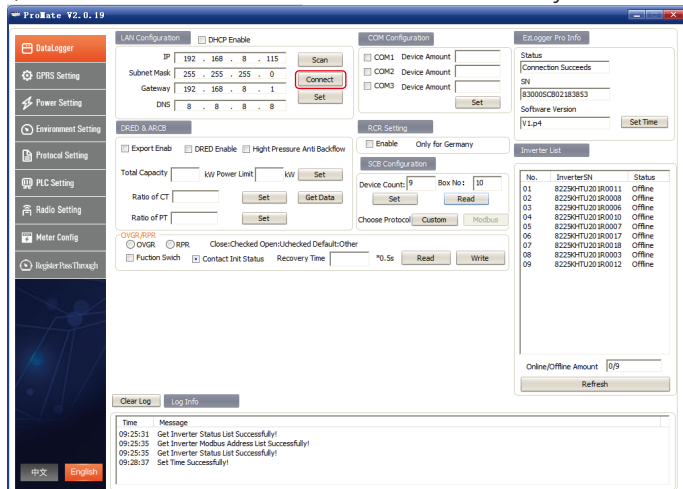 ProMate V2.0.19
DataLogger
GPRS Setting
Power Setting
Environment Setting
Protocol Setting
PLC Setting
Radio Setting
Meter Config
RegisterPassThrough
中文 English
LAN Configuration DHCP Enable
IP 192 . 168 . 8 . 115 Scan
Subnet Mask 255 . 255 . 255 . 0 Connect
Gateway 192 . 168 . 8 . 1
DNS 8 . 8 . 8 . 8 Set
COM Configuration
COM1 Device Amount
COM2 Device Amount
COM3 Device Amount
Set
EzLogger Pro Info
Status
Connection Succeeds
SN
83000SCB02183853
Software Version
V1.p4 Set Time
DRED & ARCB
Export Enab DRED Enable Hight Pressure Anti Backflow
Total Capacity kW Power Limit kW Set
Ratio of CT Set Get Data
Ratio of PT Set
RCR Setting
Enable Only for Germany
SCB Configuration
Device Count: 9 Box No: 10
Set Read
Choose Protocol Custom Modbus
OVGR/RPR
OVGR RPR Close:Checked Open:Uchecked Default:Other
Fuction Swich Contact Init Status Recovery Time *0.5s Read Write
Inverter List
No. InverterSN Status
01 8225KHTU201R0011 Offline
02 8225KHTU201R0008 Offline
03 8225KHTU201R0006 Offline
04 8225KHTU201R0010 Offline
05 8225KHTU201R0007 Offline
06 8225KHTU201R0017 Offline
07 8225KHTU201R0018 Offline
08 8225KHTU201R0003 Offline
09 8225KHTU201R0012 Offline
Online/Offline Amount 0/9
Refresh
Clear Log Log Info
Time Message
09:25:31 Get Inverter Status List Successfully!
09:25:35 Get Inverter Modbus Address List Successfully!
09:25:35 Get Inverter Status List Successfully!
09:28:37 Set Time Successfully!